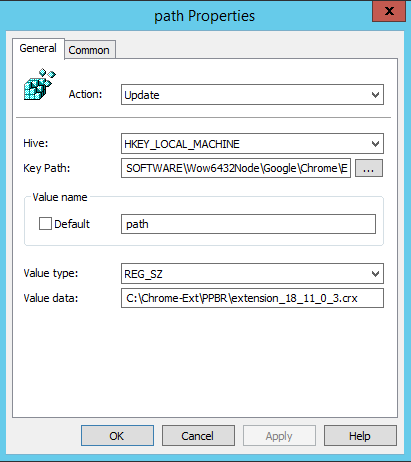 path Properties
x
General
Common
Action:
Update
Hive:
HKEY_LOCAL_MACHINE
Key Path:
SOFTWARE\Wow6432Node\Google\Chrome\E
...
Value name
Default
path
Value type:
REG_SZ
Value data:
C:\Chrome-Ext\PPBR\extension_18_11_0_3.crx
OK
Cancel
Apply
Help